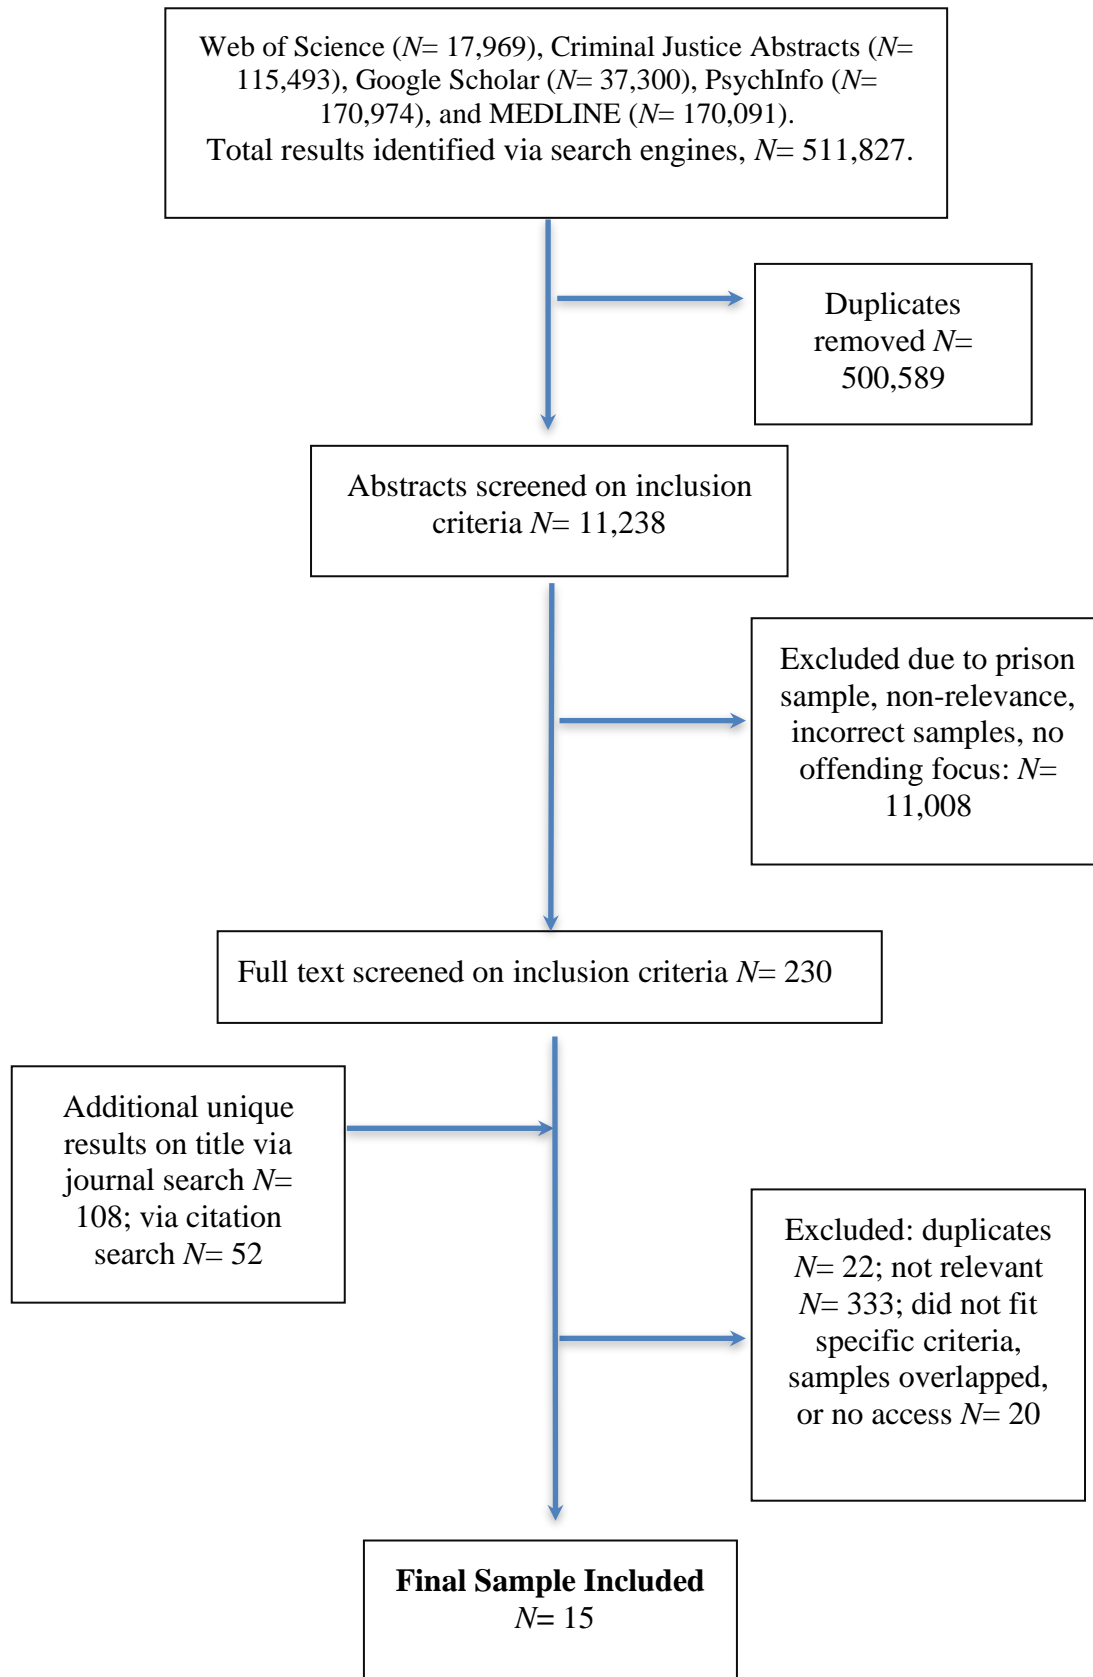 Web of Science (N= 17,969), Criminal Justice Abstracts (N=
115,493), Google Scholar (N= 37,300), PsychInfo (N=
170,974), and MEDLINE (N= 170,091).
Total results identified via search engines, N= 511,827.
Duplicates
removed N=
500,589
Abstracts screened on inclusion
criteria N= 11,238
Excluded due to prison
sample, non-relevance,
incorrect samples, no
offending focus: N=
11,008
Full text screened on inclusion criteria N= 230
Additional unique
results on title via
journal search N=
108; via citation
search N= 52
Excluded: duplicates
N= 22; not relevant
N= 333; did not fit
specific criteria,
samples overlapped,
or no access N= 20
Final Sample Included
N= 15